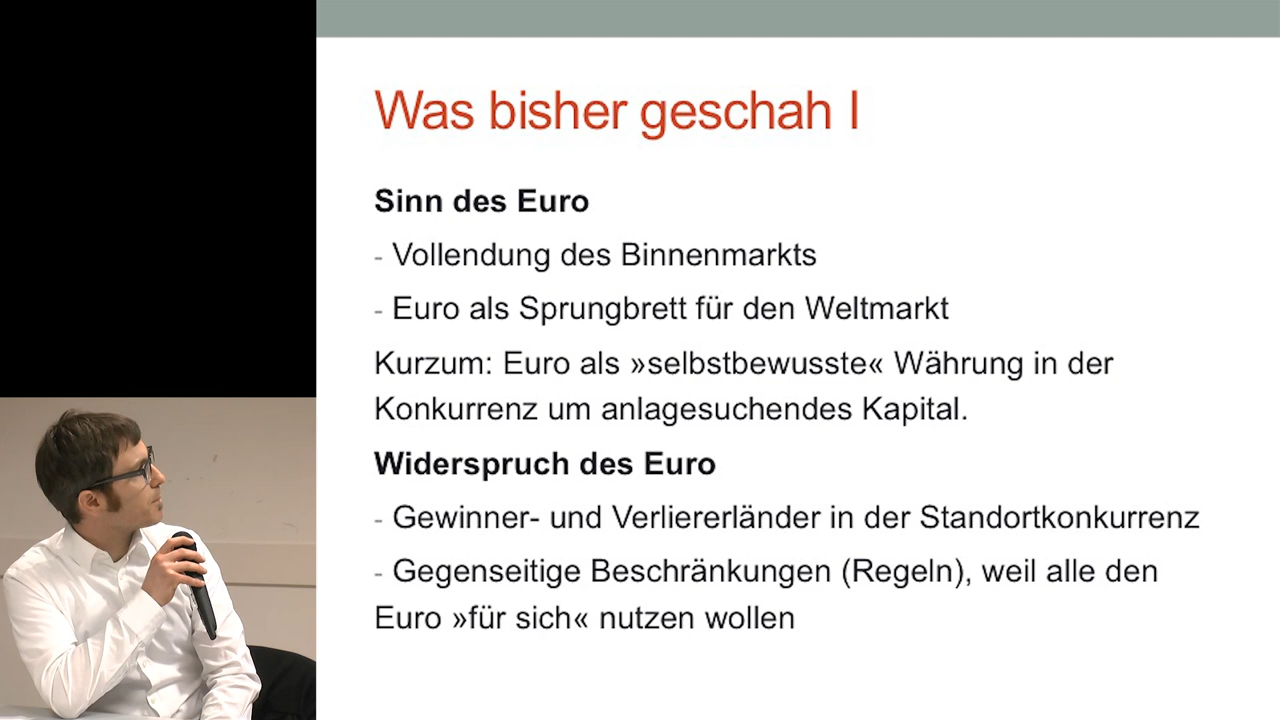 Was bisher geschah I
Sinn des Euro
- Vollendung des Binnenmarkts
- Euro als Sprungbrett für den Weltmarkt
Kurzum: Euro als »selbstbewusste« Währung in der
Konkurrenz um anlagesuchendes Kapital.
Widerspruch des Euro
- Gewinner- und Verliererländer in der Standortkonkurrenz
- Gegenseitige Beschränkungen (Regeln), weil alle den
Euro »für sich« nutzen wollen